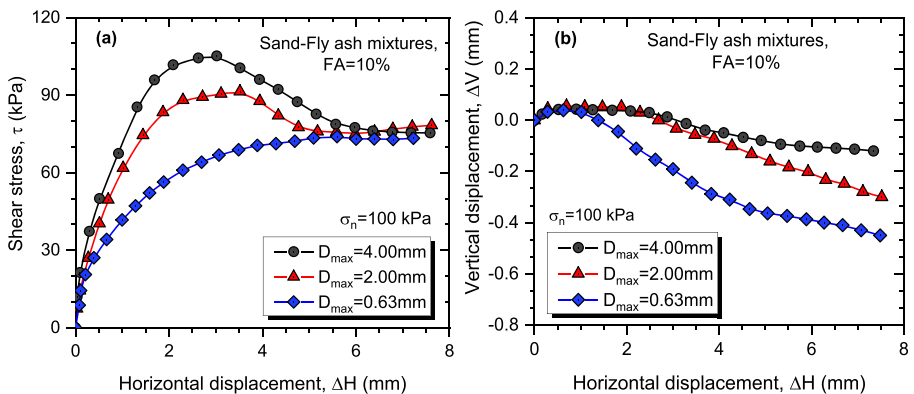 (a)
Sand-Fly ash mixtures,
FA=10%
Shear stress, τ (kPa)
120
90
60
30
0
σn=100 kPa
Dmax=4.00mm
Dmax=2.00mm
Dmax=0.63mm
0 2 4 6 8
Horizontal displacement, ΔH (mm)
(b)
Sand-Fly ash mixtures,
FA=10%
Vertical dsiplacement, ΔV (mm)
0.4
0.2
0.0
-0.2
-0.4
-0.6
-0.8
σn=100 kPa
Dmax=4.00mm
Dmax=2.00mm
Dmax=0.63mm
0 2 4 6 8
Horizontal displacement, ΔH (mm)